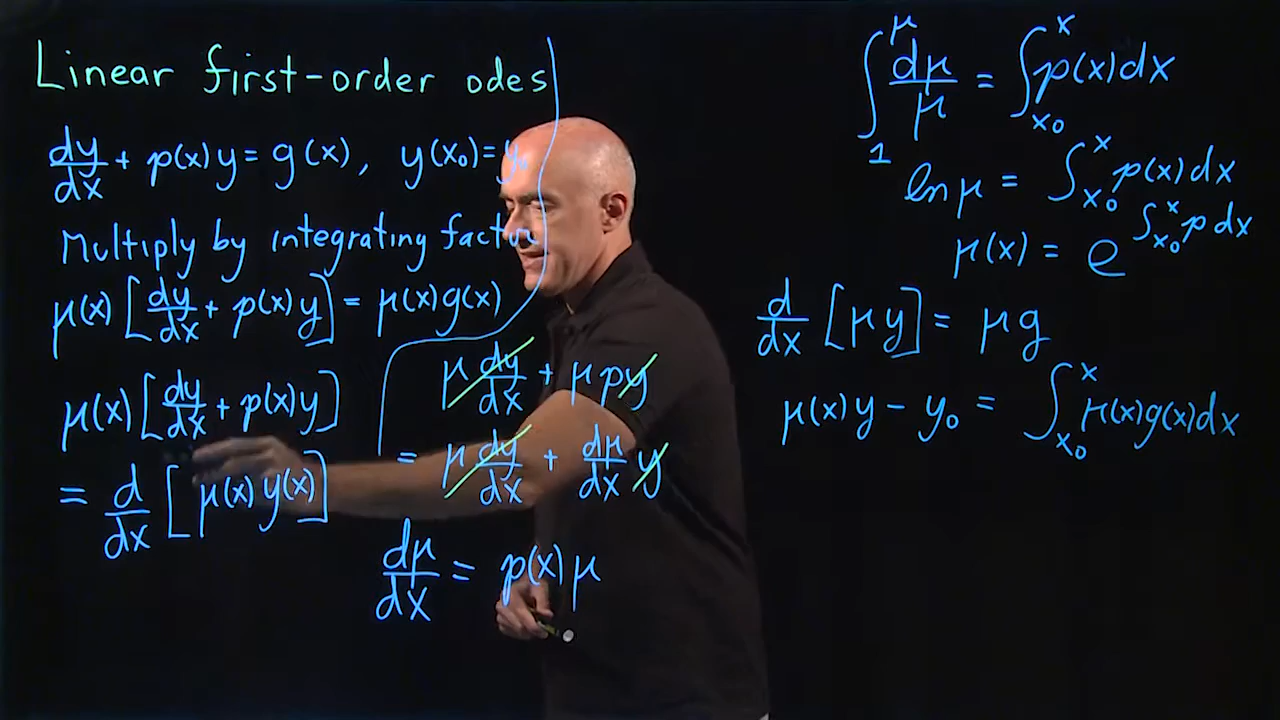 Linear first-order odes
dy/dx + p(x)y = g(x), y(x₀)=y₀
Multiply by integrating factor
μ(x) [dy/dx + p(x)y] = μ(x)g(x)
μ(x) [dy/dx + p(x)y]
= d/dx [μ(x) y(x)]
μ dy/dx + μ p y
= μ dy/dx + dμ/dx y
dμ/dx = p(x) μ
∫₁^μ dμ/μ = ∫_{x₀}^x p(x)dx
ln μ = ∫_{x₀}^x p(x)dx
μ(x) = e^{∫_{x₀}^x p dx}
d/dx [μy] = μg
μ(x)y − y₀ = ∫_{x₀}^x μ(x)g(x)dx